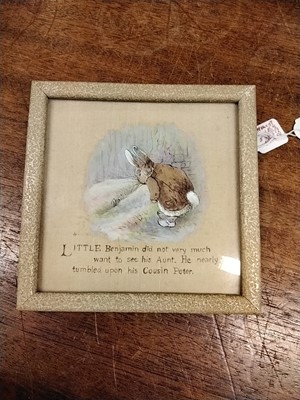 LITTLE Benjamin did not very much
want to see his Aunt. He nearly
tumbled upon his Cousin Peter.